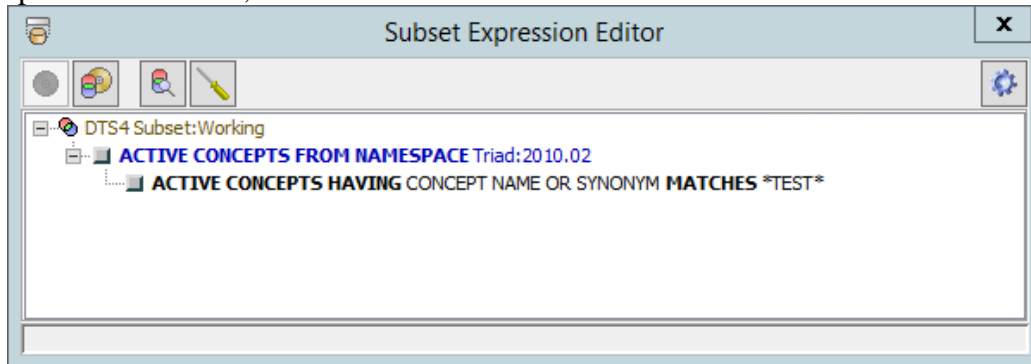 Subset Expression Editor
x
DTS4 Subset:Working
ACTIVE CONCEPTS FROM NAMESPACE Triad:2010.02
ACTIVE CONCEPTS HAVING CONCEPT NAME OR SYNONYM MATCHES *TEST*